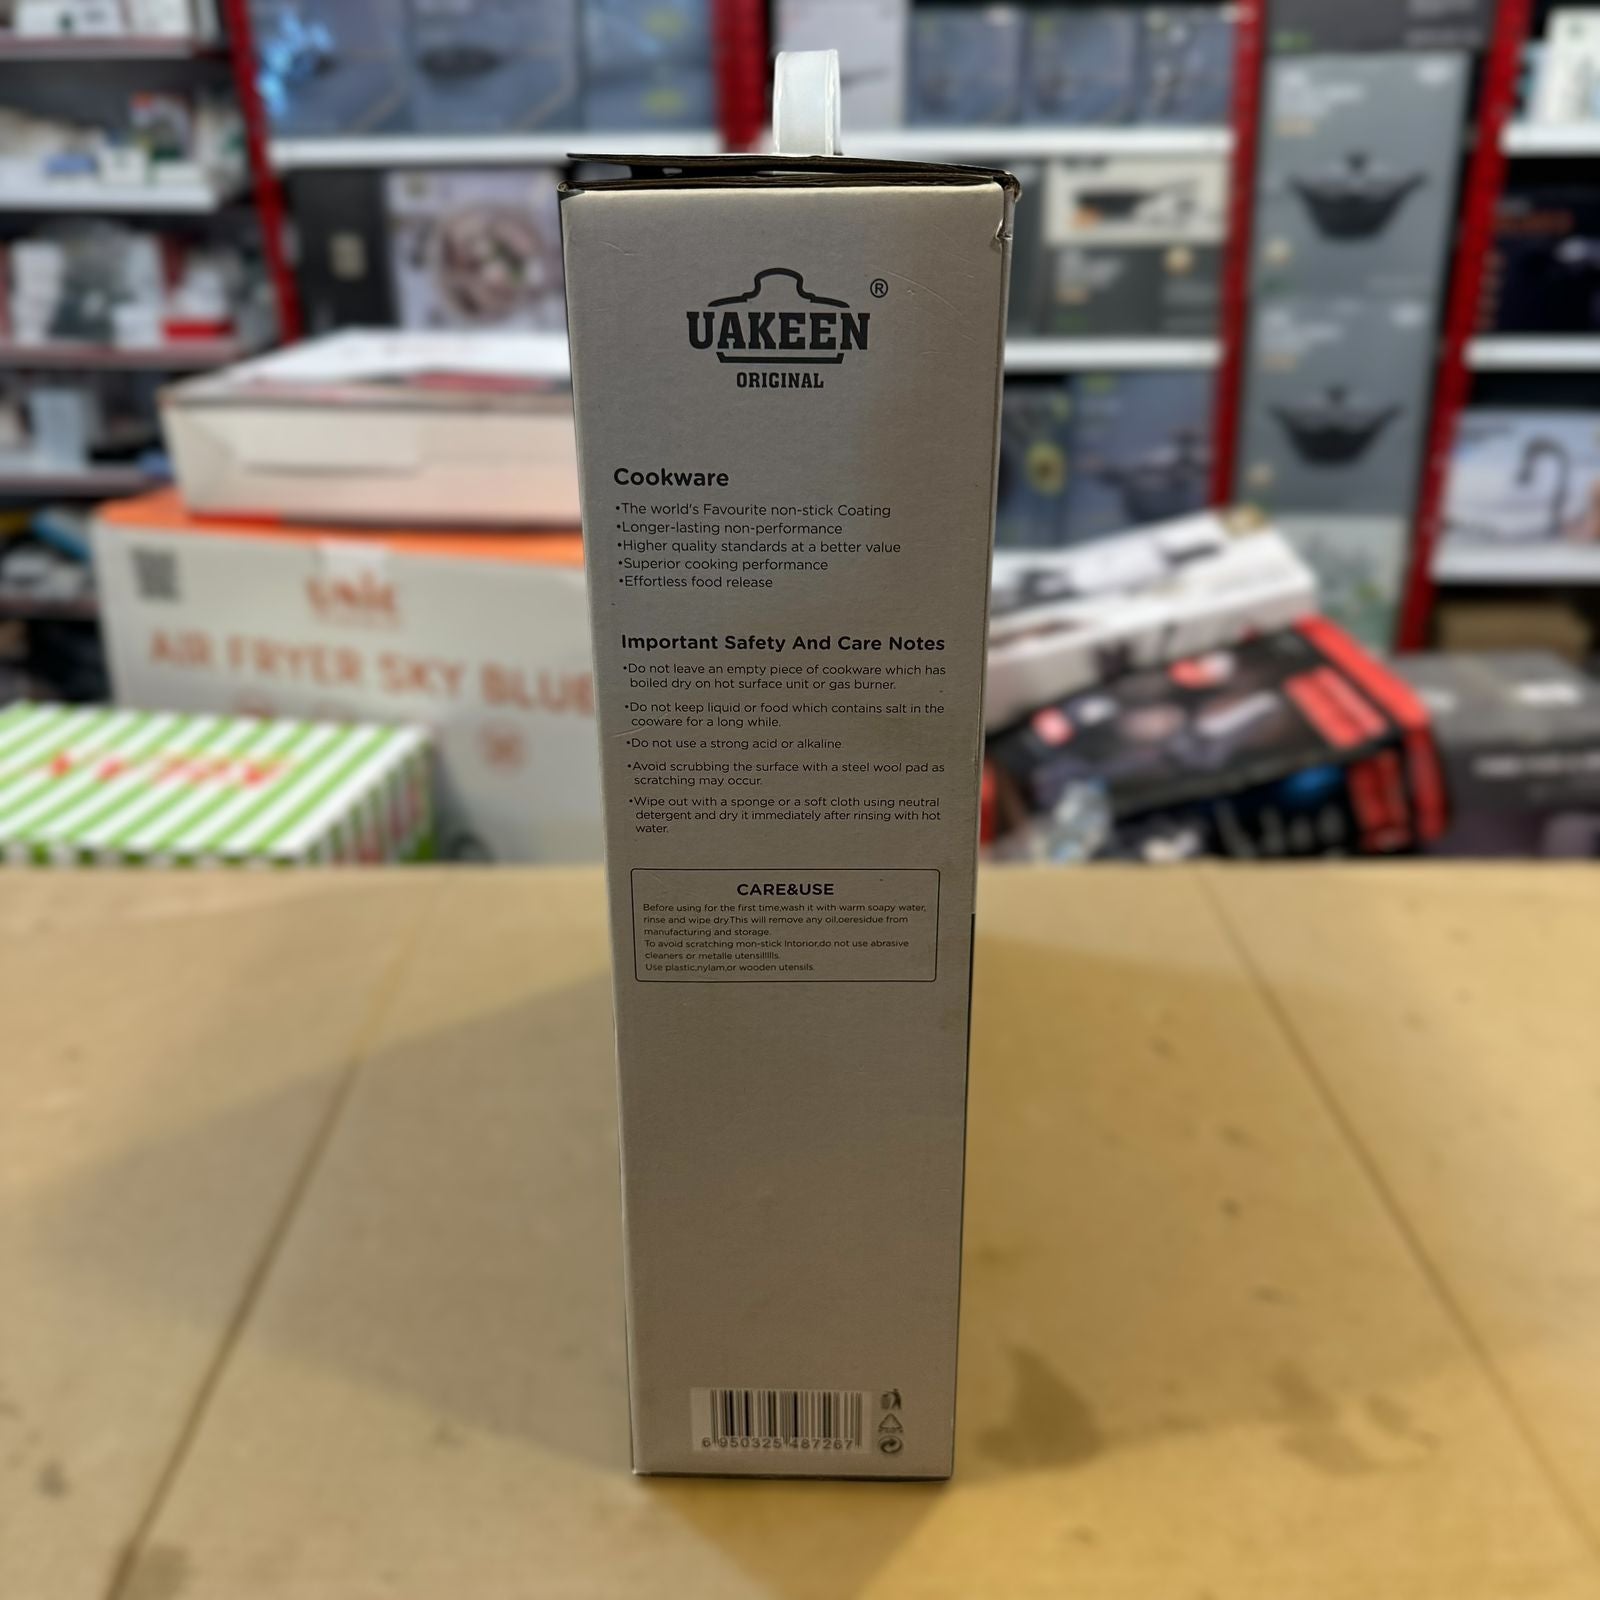 UAKEEN
®
ORIGINAL
Cookware
•The world's Favourite non-stick Coating
•Longer-lasting non-performance
•Higher quality standards at a better value
•Superior cooking performance
•Effortless food release
Important Safety And Care Notes
•Do not leave an empty piece of cookware which has
boiled dry on hot surface unit or gas burner.
•Do not keep liquid or food which contains salt in the
cooware for a long while.
•Do not use a strong acid or alkaline.
•Avoid scrubbing the surface with a steel wool pad as
scratching may occur.
•Wipe out with a sponge or a soft cloth using neutral
detergent and dry it immediately after rinsing with hot
water.
CARE&USE
Before using for the first time,wash it with warm soapy water,
rinse and wipe dry.This will remove any oil,oeresidue from
manufacturing and storage.
To avoid scratching mon-stick Intorior,do not use abrasive
cleaners or metalle utensilllls.
Use plastic,nylam,or wooden utensils.
6 950325 487267
AIR FRYER SKY BLUE